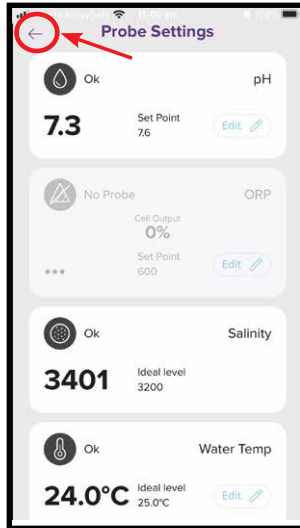 ←
Probe Settings
Ok pH
7.3 Set Point Edit
7.6
No Probe ORP
Cell Output
0%
Set Point
... 600 Edit
Ok Salinity
3401 Ideal level
3200
Ok Water Temp
24.0°C Ideal level Edit
25.0°C